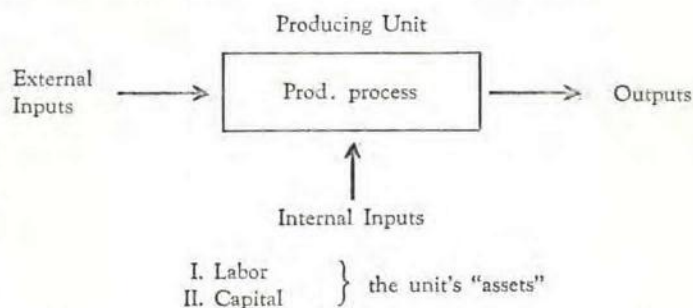 Producing Unit
External
Inputs
Prod. process
Outputs
Internal Inputs
I. Labor
II. Capital
the unit's "assets"